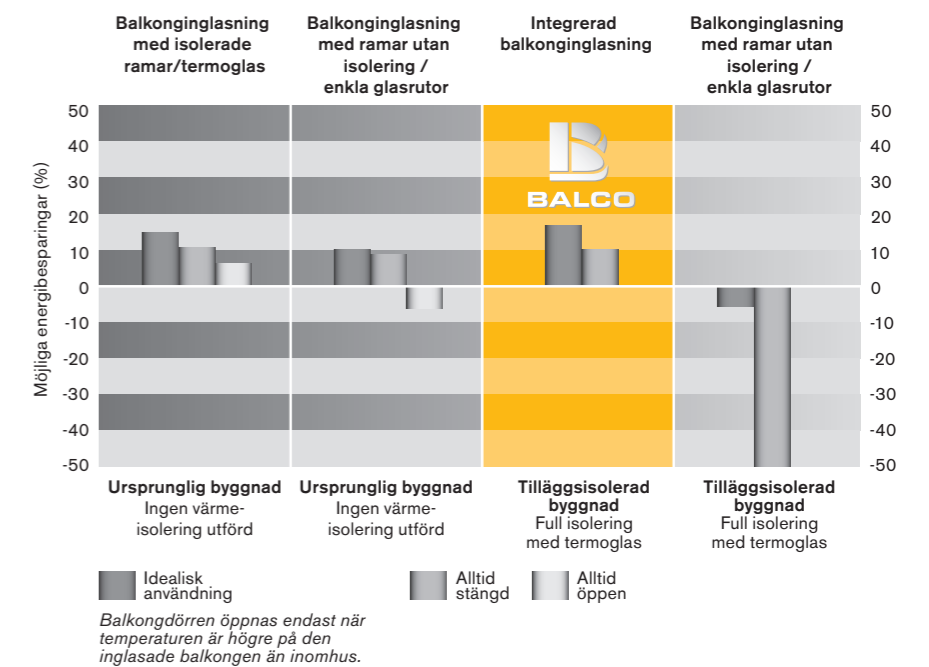 Balkonginglasning
med isolerade
ramar/termoglas
Balkonginglasning
med ramar utan
isolering /
enkla glasrutor
Integrerad
balkonginglasning
Balkonginglasning
med ramar utan
isolering /
enkla glasrutor
Möjliga energibesparingar (%)
50
40
30
20
10
0
-10
-20
-30
-40
-50
BALCO
50
40
30
20
10
0
-10
-20
-30
-40
-50
Ursprunglig byggnad
Ingen värme-
isolering utförd
Ursprunglig byggnad
Ingen värme-
isolering utförd
Tilläggsisolerad
byggnad
Full isolering
med termoglas
Tilläggsisolerad
byggnad
Full isolering
med termoglas
Idealisk
användning
Alltid
stängd
Alltid
öppen
Balkongdörren öppnas endast när
temperaturen är högre på den
inglasade balkongen än inomhus.